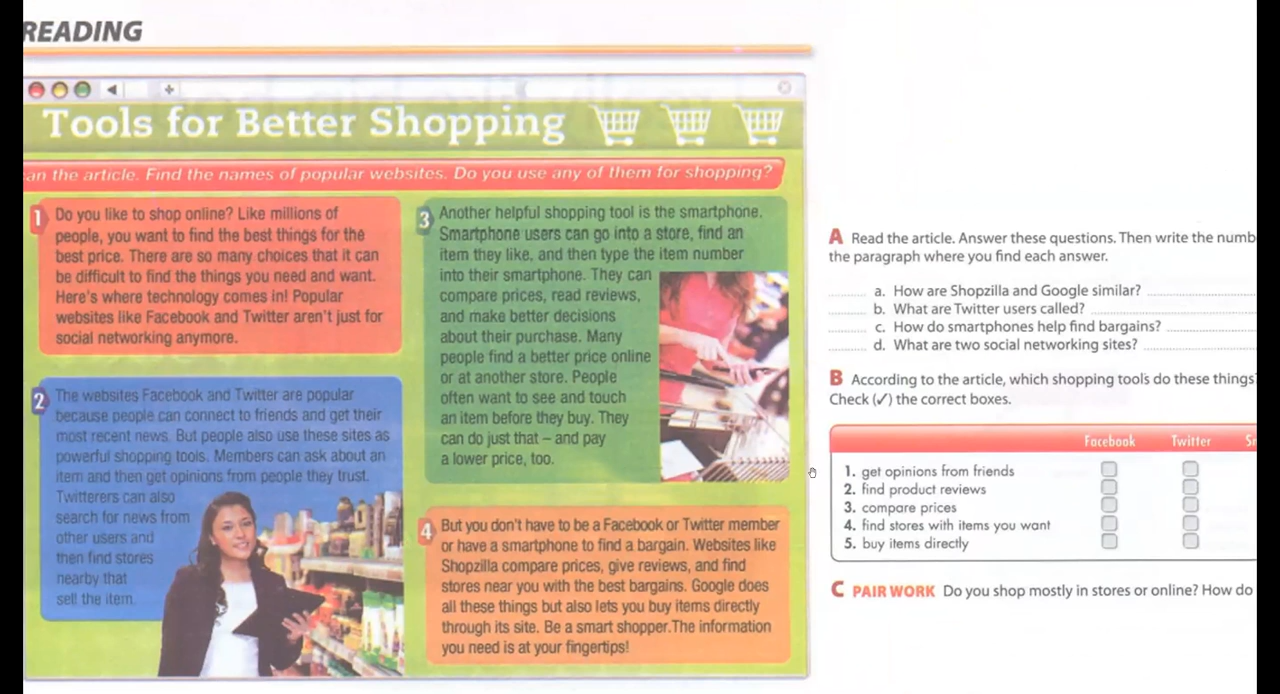 READING
Tools for Better Shopping
an the article. Find the names of popular websites. Do you use any of them for shopping?
1
Do you like to shop online? Like millions of
people, you want to find the best things for the
best price. There are so many choices that it can
be difficult to find the things you need and want.
Here's where technology comes in! Popular
websites like Facebook and Twitter aren't just for
social networking anymore.
2
The websites Facebook and Twitter are popular
because people can connect to friends and get their
most recent news. But people also use these sites as
powerful shopping tools. Members can ask about an
item and then get opinions from people they trust.
Twitterers can also
search for news from
other users and
then find stores
nearby that
sell the item.
3
Another helpful shopping tool is the smartphone.
Smartphone users can go into a store, find an
item they like, and then type the item number
into their smartphone. They can
compare prices, read reviews,
and make better decisions
about their purchase. Many
people find a better price online
or at another store. People
often want to see and touch
an item before they buy. They
can do just that – and pay
a lower price, too.
4
But you don't have to be a Facebook or Twitter member
or have a smartphone to find a bargain. Websites like
Shopzilla compare prices, give reviews, and find
stores near you with the best bargains. Google does
all these things but also lets you buy items directly
through its site. Be a smart shopper.The information
you need is at your fingertips!
A Read the article. Answer these questions. Then write the numb
the paragraph where you find each answer.
a. How are Shopzilla and Google similar?
b. What are Twitter users called?
c. How do smartphones help find bargains?
d. What are two social networking sites?
B According to the article, which shopping tools do these things?
Check (✓) the correct boxes.
Facebook Twitter Sr
1. get opinions from friends
2. find product reviews
3. compare prices
4. find stores with items you want
5. buy items directly
C PAIR WORK Do you shop mostly in stores or online? How do